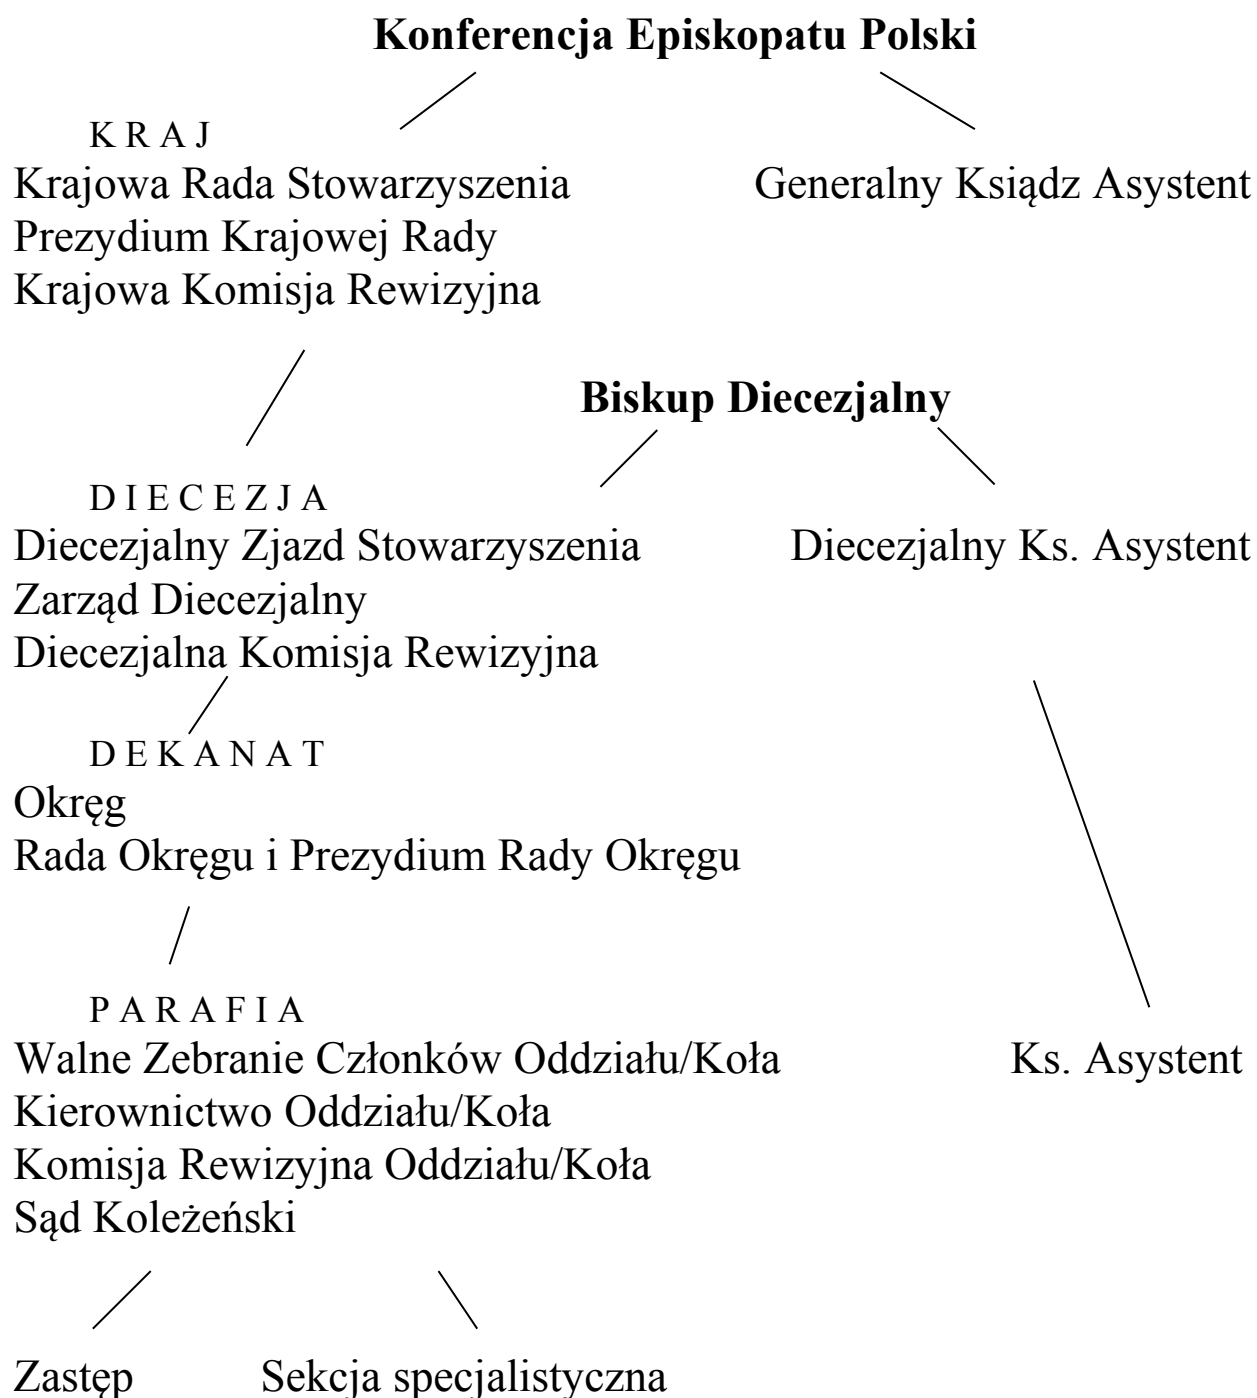 Konferencja Episkopatu Polski
K R A J
Krajowa Rada Stowarzyszenia Generalny Ksiądz Asystent
Prezydium Krajowej Rady
Krajowa Komisja Rewizyjna
Biskup Diecezjalny
D I E C E Z J A
Diecezjalny Zjazd Stowarzyszenia Diecezjalny Ks. Asystent
Zarząd Diecezjalny
Diecezjalna Komisja Rewizyjna
D E K A N A T
Okręg
Rada Okręgu i Prezydium Rady Okręgu
P A R A F I A
Walne Zebranie Członków Oddziału/Koła Ks. Asystent
Kierownictwo Oddziału/Koła
Komisja Rewizyjna Oddziału/Koła
Sąd Koleżeński
Zastęp Sekcja specjalistyczna